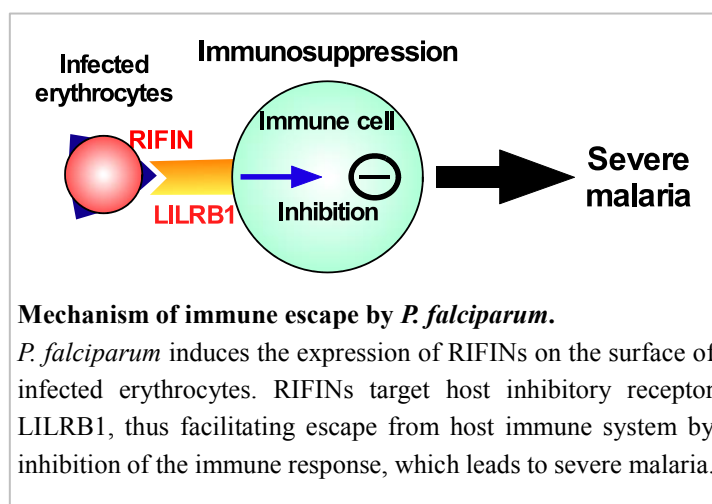 Immunosuppression
Infected
erythrocytes
RIFIN
LILRB1
Immune cell
Inhibition
Severe
malaria
Mechanism of immune escape by P. falciparum.
P. falciparum induces the expression of RIFINs on the surface of
infected erythrocytes. RIFINs target host inhibitory receptor
LILRB1, thus facilitating escape from host immune system by
inhibition of the immune response, which leads to severe malaria.